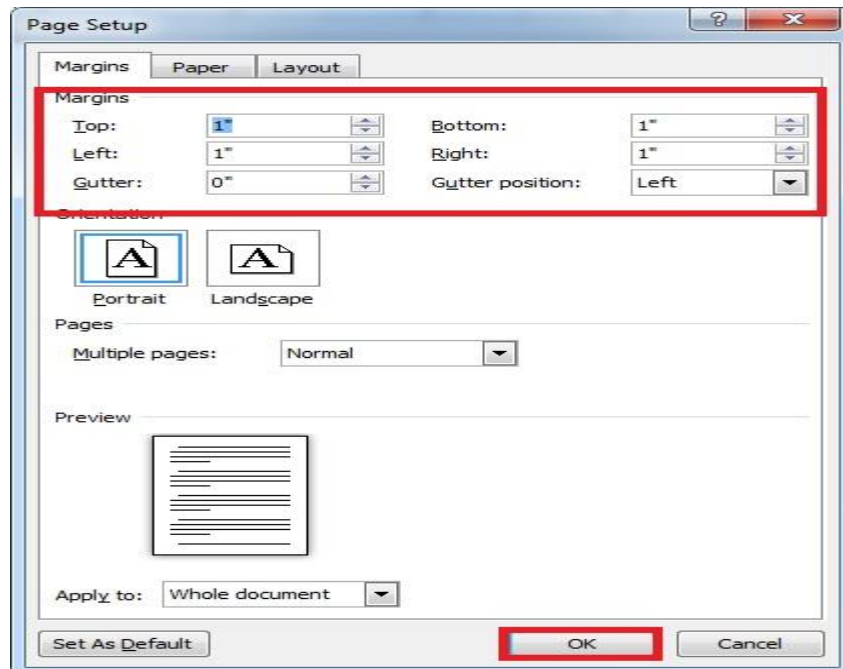 Page Setup
Margins Paper Layout
Margins
Top: 1" Bottom: 1"
Left: 1" Right: 1"
Gutter: 0" Gutter position: Left
Orientation
A A
Portrait Landscape
Pages
Multiple pages: Normal
Preview
Apply to: Whole document
Set As Default OK Cancel